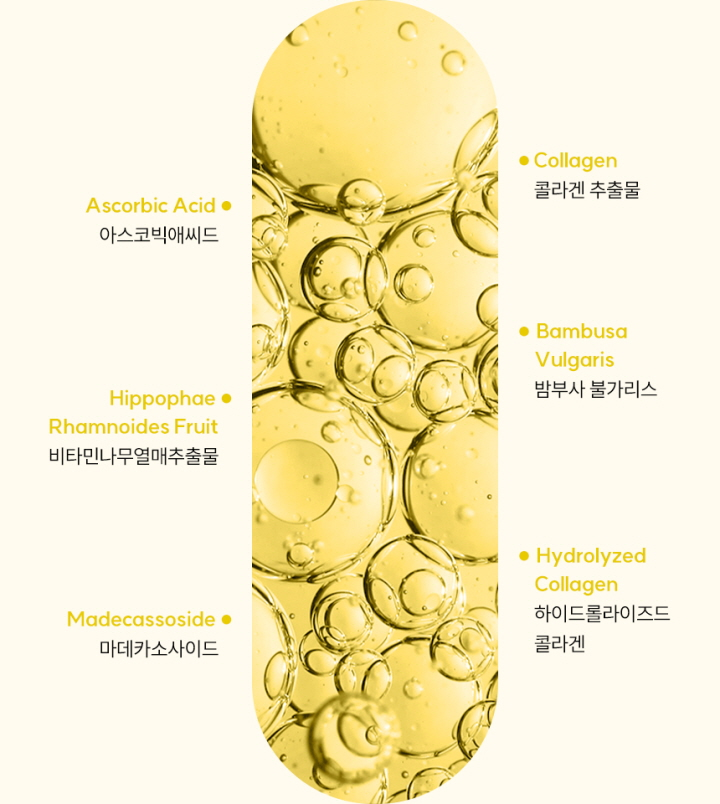 Ascorbic Acid
아스코빅애씨드
Hippophae
Rhamnoides Fruit
비타민나무열매추출물
Madecassoside
마데카소사이드
Collagen
콜라겐 추출물
Bambusa
Vulgaris
밤부사 불가리스
Hydrolyzed
Collagen
하이드롤라이즈드
콜라겐